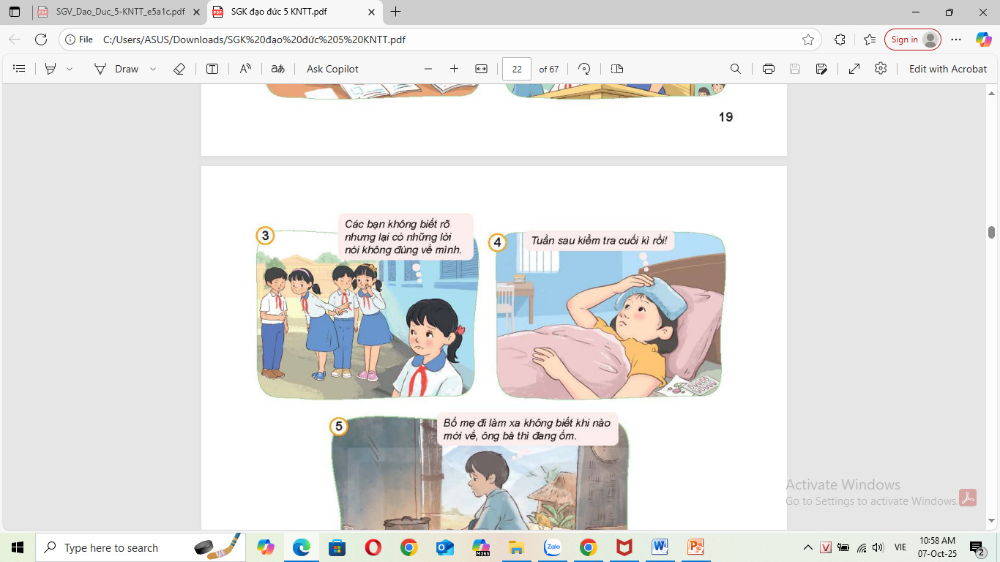 SGV_Dao_Duc_5-KNTT_e5a1c.pdf
SGK đạo đức 5 KNTT.pdf
File
C:/Users/ASUS/Downloads/SGK%20đạo%20đức%205%20KNTT.pdf
Sign in
Draw
Ask Copilot
22
of 67
Edit with Acrobat
19
3
Các bạn không biết rõ
nhưng lại có những lời
nói không đúng về mình.
4
Tuần sau kiểm tra cuối kì rồi!
5
Bố mẹ đi làm xa không biết khi nào
mới về, ông bà thì đang ốm.
Activate Windows
Go to Settings to activate Windows.
Type here to search
M365
Zalo
VIE
10:58 AM
07-Oct-25
2